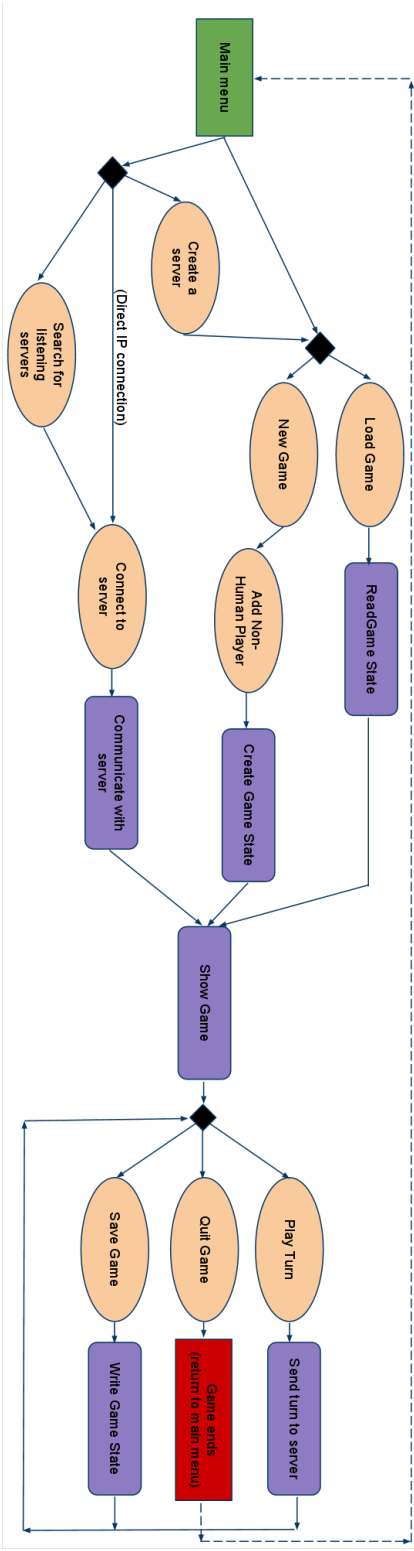 Main menu
Create a
server
(Direct IP connection)
Search for
listening
servers
Load Game
New Game
ReadGame State
Add Non-
Human Player
Connect to
server
Create Game State
Communicate with
server
Show Game
Play Turn
Quit Game
Save Game
Send turn to server
Game ends
(return to main menu)
Write Game State